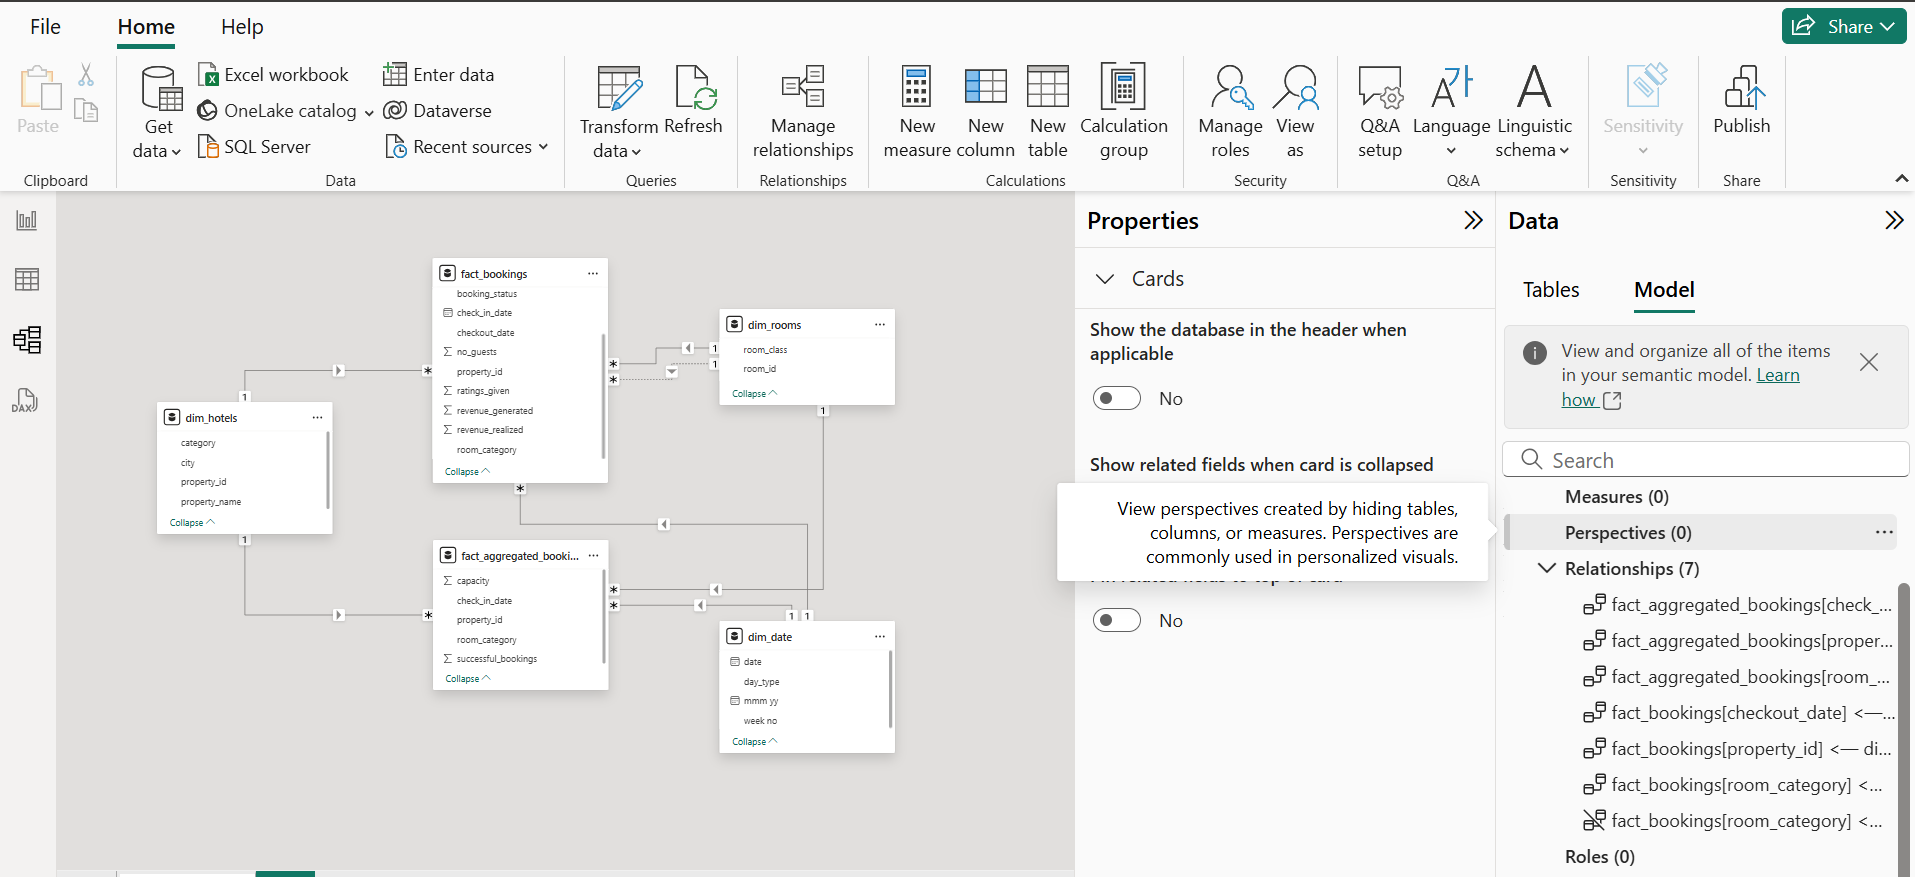 File
Home
Help
Share
Paste
Clipboard
Get data
Excel workbook
OneLake catalog
SQL Server
Enter data
Dataverse
Recent sources
Data
Transform data
Refresh
Queries
Manage relationships
Relationships
New measure
New column
New table
Calculation group
Calculations
Manage roles
View as
Security
Q&A setup
Language
Linguistic schema
Q&A
Sensitivity
Sensitivity
Publish
Share
DAX
fact_bookings
booking_status
check_in_date
checkout_date
no_guests
property_id
ratings_given
revenue_generated
revenue_realized
room_category
Collapse
dim_rooms
room_class
room_id
Collapse
dim_hotels
category
city
property_id
property_name
Collapse
fact_aggregated_booki...
capacity
check_in_date
property_id
room_category
successful_bookings
Collapse
dim_date
date
day_type
mmm yy
week no
Collapse
1
*
1
*
*
1
*
1
*
1
*
*
1
1
Properties
Cards
Show the database in the header when
applicable
No
Show related fields when card is collapsed
View perspectives created by hiding tables,
columns, or measures. Perspectives are
commonly used in personalized visuals.
No
Data
Tables
Model
View and organize all of the items
in your semantic model. Learn
how
Search
Measures (0)
Perspectives (0)
Relationships (7)
fact_aggregated_bookings[check_...
fact_aggregated_bookings[proper...
fact_aggregated_bookings[room_...
fact_bookings[checkout_date] <—...
fact_bookings[property_id] <— di...
fact_bookings[room_category] <...
fact_bookings[room_category] <...
Roles (0)